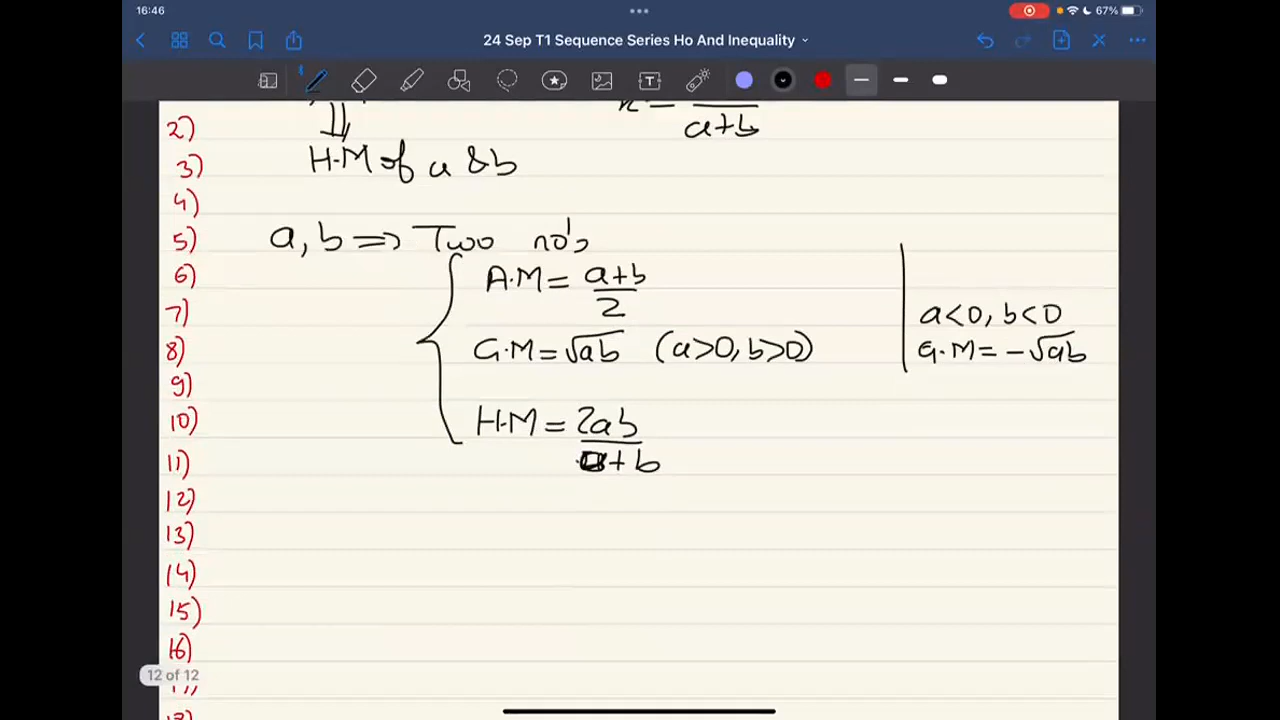 16:46
67%
24 Sep T1 Sequence Series Ho And Inequality
2)
a+b
3)
H.M of a & b
4)
5)
a, b => Two no's
6)
A.M = a+b
7)
2
a<0, b<0
8)
G.M = √ab (a>0, b>0)
G.M = -√ab
9)
10)
H.M = 2ab
11)
a+b
12)
13)
14)
15)
16)
12 of 12